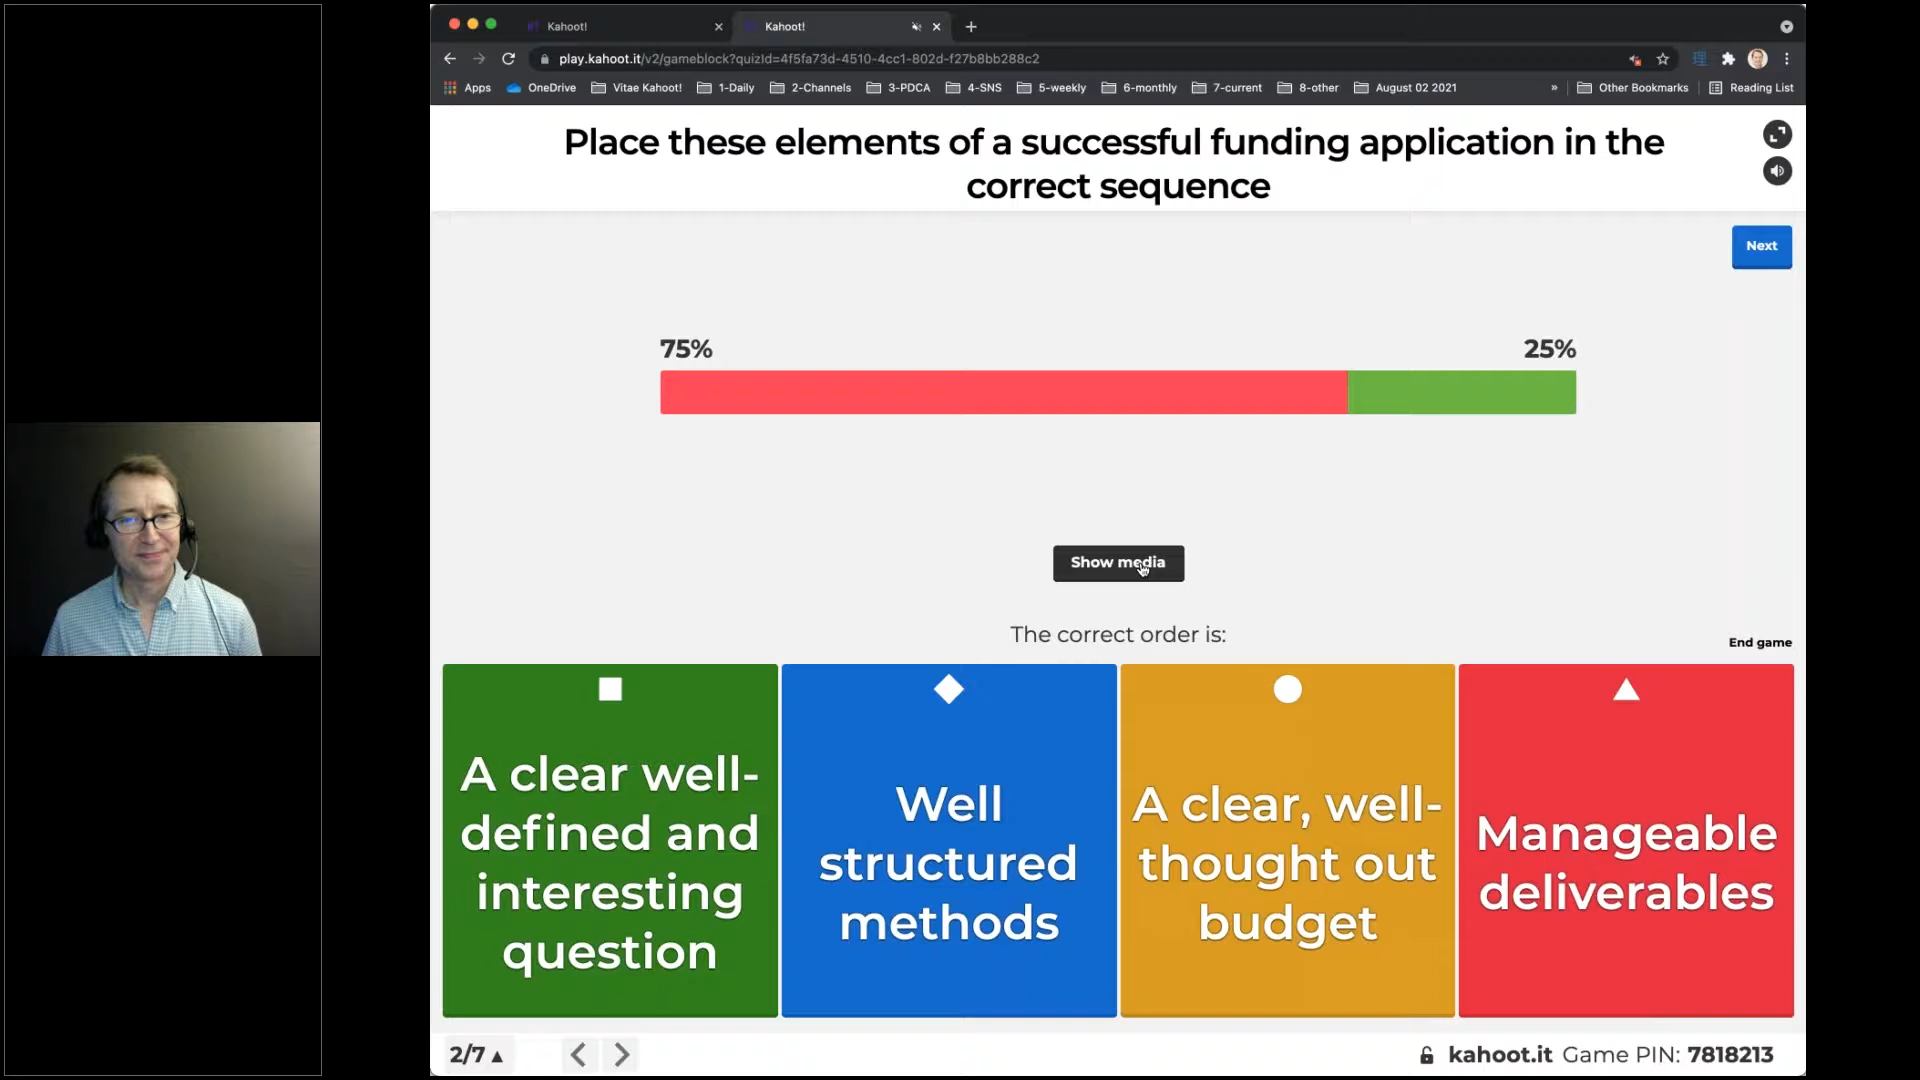 Kahoot!
Kahoot!
play.kahoot.it/v2/gameblock?quizId=4f5fa73d-4510-4cc1-802d-f27b8bb288c2
Apps OneDrive Vitae Kahoot! 1-Daily 2-Channels 3-PDCA 4-SNS 5-weekly 6-monthly 7-current 8-other August 02 2021 » Other Bookmarks Reading List
Place these elements of a successful funding application in the
correct sequence
Next
75% 25%
Show media
The correct order is:
End game
A clear well-
defined and
interesting
question
Well
structured
methods
A clear, well-
thought out
budget
Manageable
deliverables
2/7
kahoot.it Game PIN: 7818213